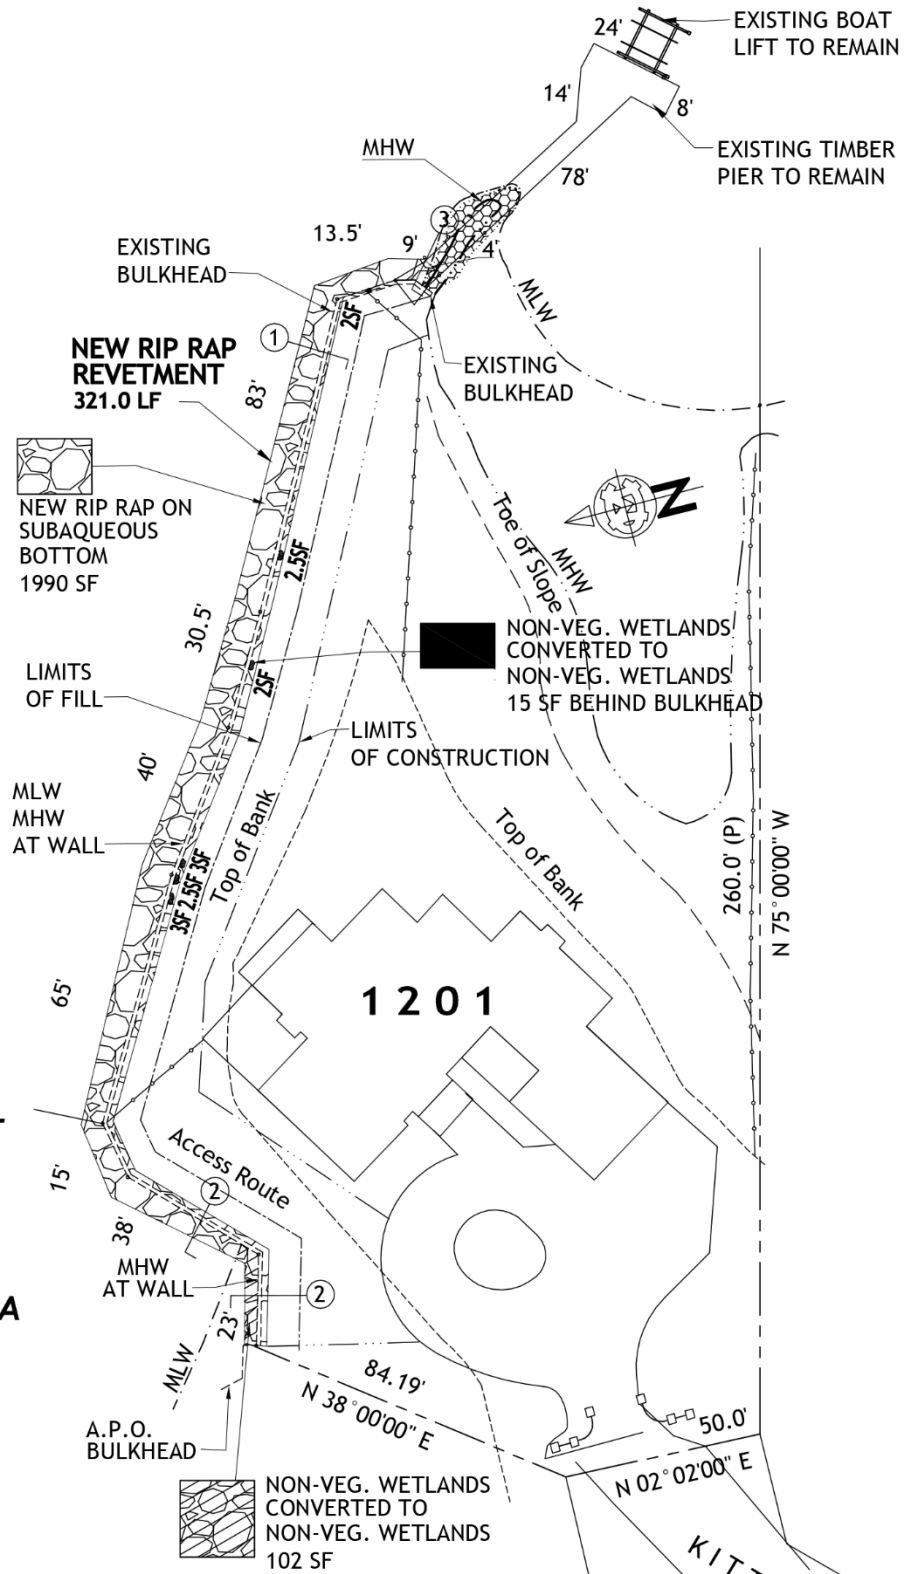 24'
EXISTING BOAT
LIFT TO REMAIN
14'
8'
MHW
EXISTING TIMBER
PIER TO REMAIN
78'
3
13.5'
9'
4'
EXISTING
BULKHEAD
MLW
2SF
1
NEW RIP RAP
REVETMENT
321.0 LF
EXISTING
BULKHEAD
83'
NEW RIP RAP ON
SUBAQUEOUS
BOTTOM
1990 SF
N
2.5SF
Toe of Slope
MHW
30.5'
NON-VEG. WETLANDS
CONVERTED TO
NON-VEG. WETLANDS
15 SF BEHIND BULKHEAD
LIMITS
OF FILL
2SF
LIMITS
OF CONSTRUCTION
40'
MLW
MHW
AT WALL
Top of Bank
Top of Bank
3SF 2.5SF 3SF
260.0' (P)
N 75°00'00" W
65'
1201
Access Route
15'
2
38'
MHW
AT WALL
2
A
23'
MLW
84.19'
N 38°00'00" E
A.P.O.
BULKHEAD
50.0'
N 02°02'00" E
NON-VEG. WETLANDS
CONVERTED TO
NON-VEG. WETLANDS
102 SF